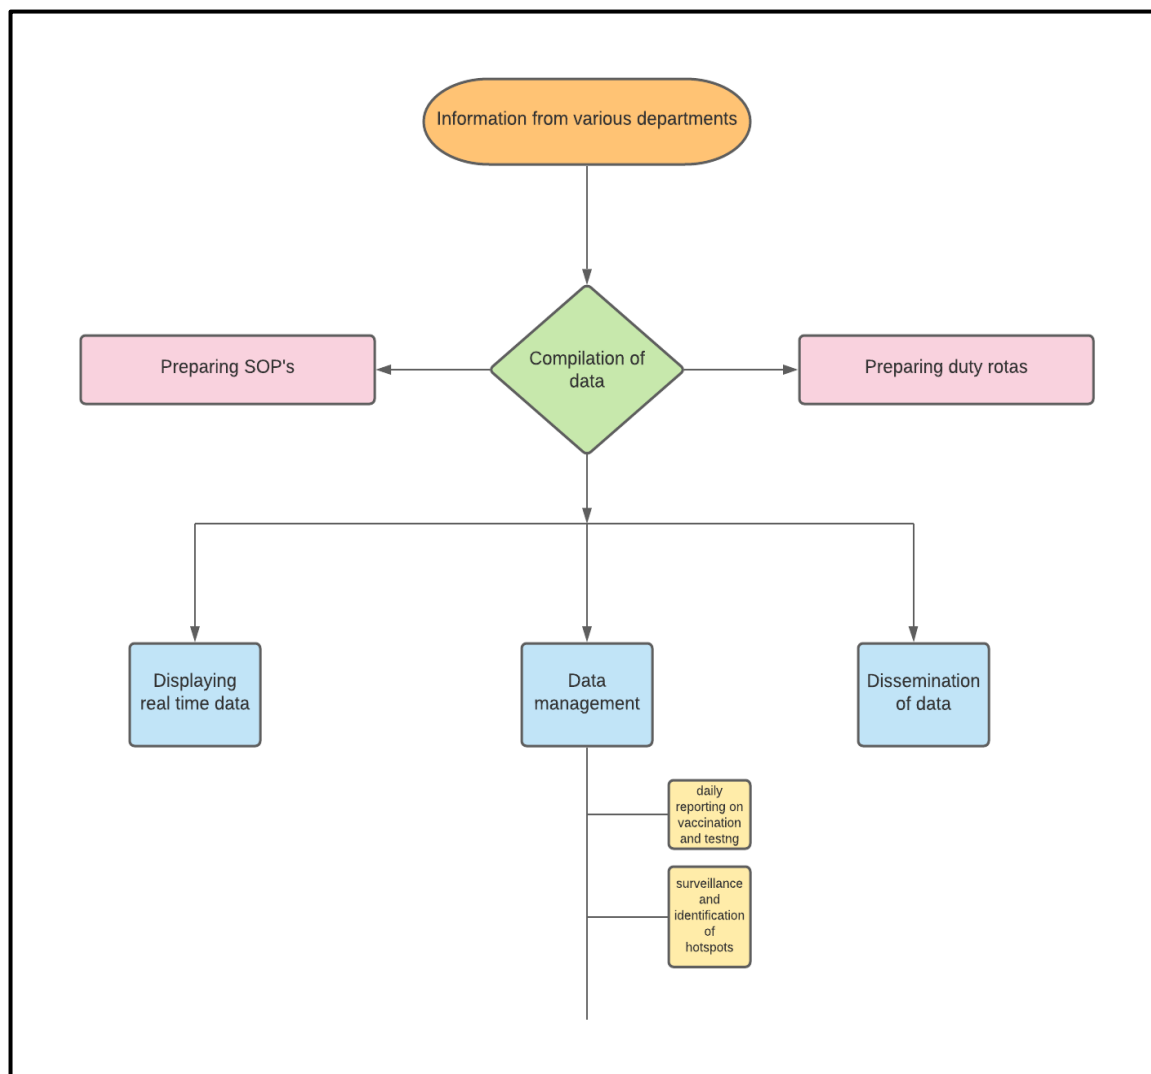 Information from various departments
Preparing SOP's
Compilation of
data
Preparing duty rotas
Displaying
real time data
Data
management
Dissemination
of data
daily
reporting on
vaccination
and testng
surveillance
and
identification
of
hotspots